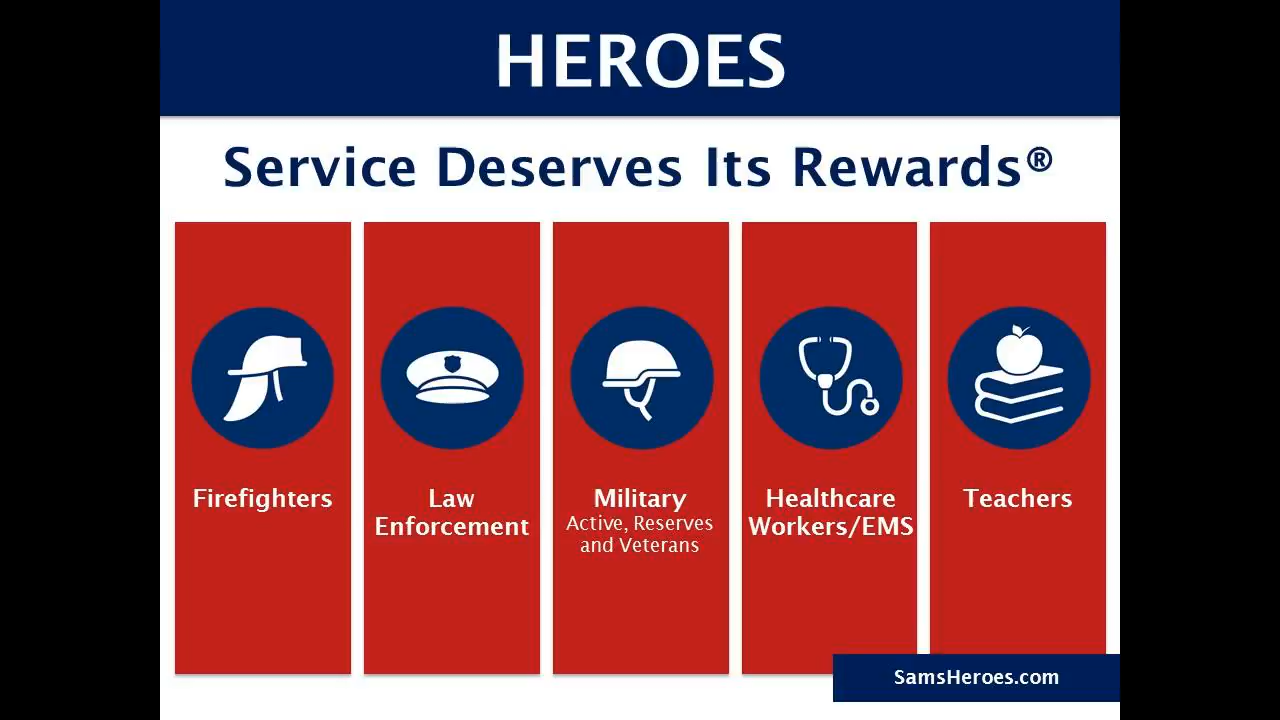 HEROES
Service Deserves Its Rewards®
Firefighters
Law
Enforcement
Military
Active, Reserves
and Veterans
Healthcare
Workers/EMS
Teachers
SamsHeroes.com